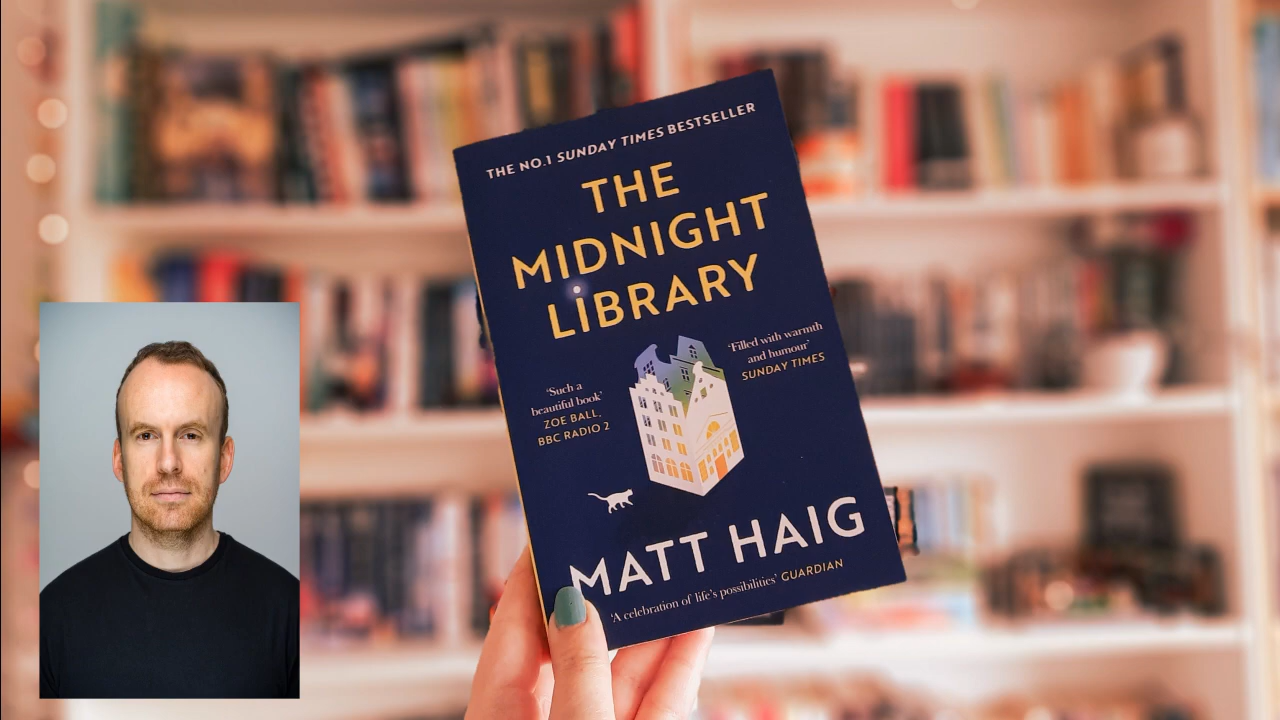 THE NO.1 SUNDAY TIMES BESTSELLER
THE
MIDNIGHT
LIBRARY
‘Filled with warmth
and humour’
SUNDAY TIMES
‘Such a
beautiful book’
ZOE BALL,
BBC RADIO 2
MATT HAIG
‘A celebration of life’s possibilities’ GUARDIAN